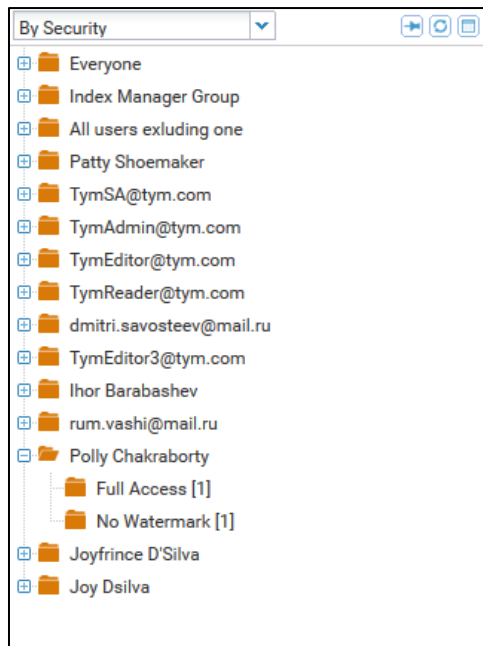 By Security
Everyone
Index Manager Group
All users exluding one
Patty Shoemaker
TymSA@tym.com
TymAdmin@tym.com
TymEditor@tym.com
TymReader@tym.com
dmitri.savosteev@mail.ru
TymEditor3@tym.com
Ihor Barabashev
rum.vashi@mail.ru
Polly Chakraborty
Full Access [1]
No Watermark [1]
Joyfrince D'Silva
Joy Dsilva